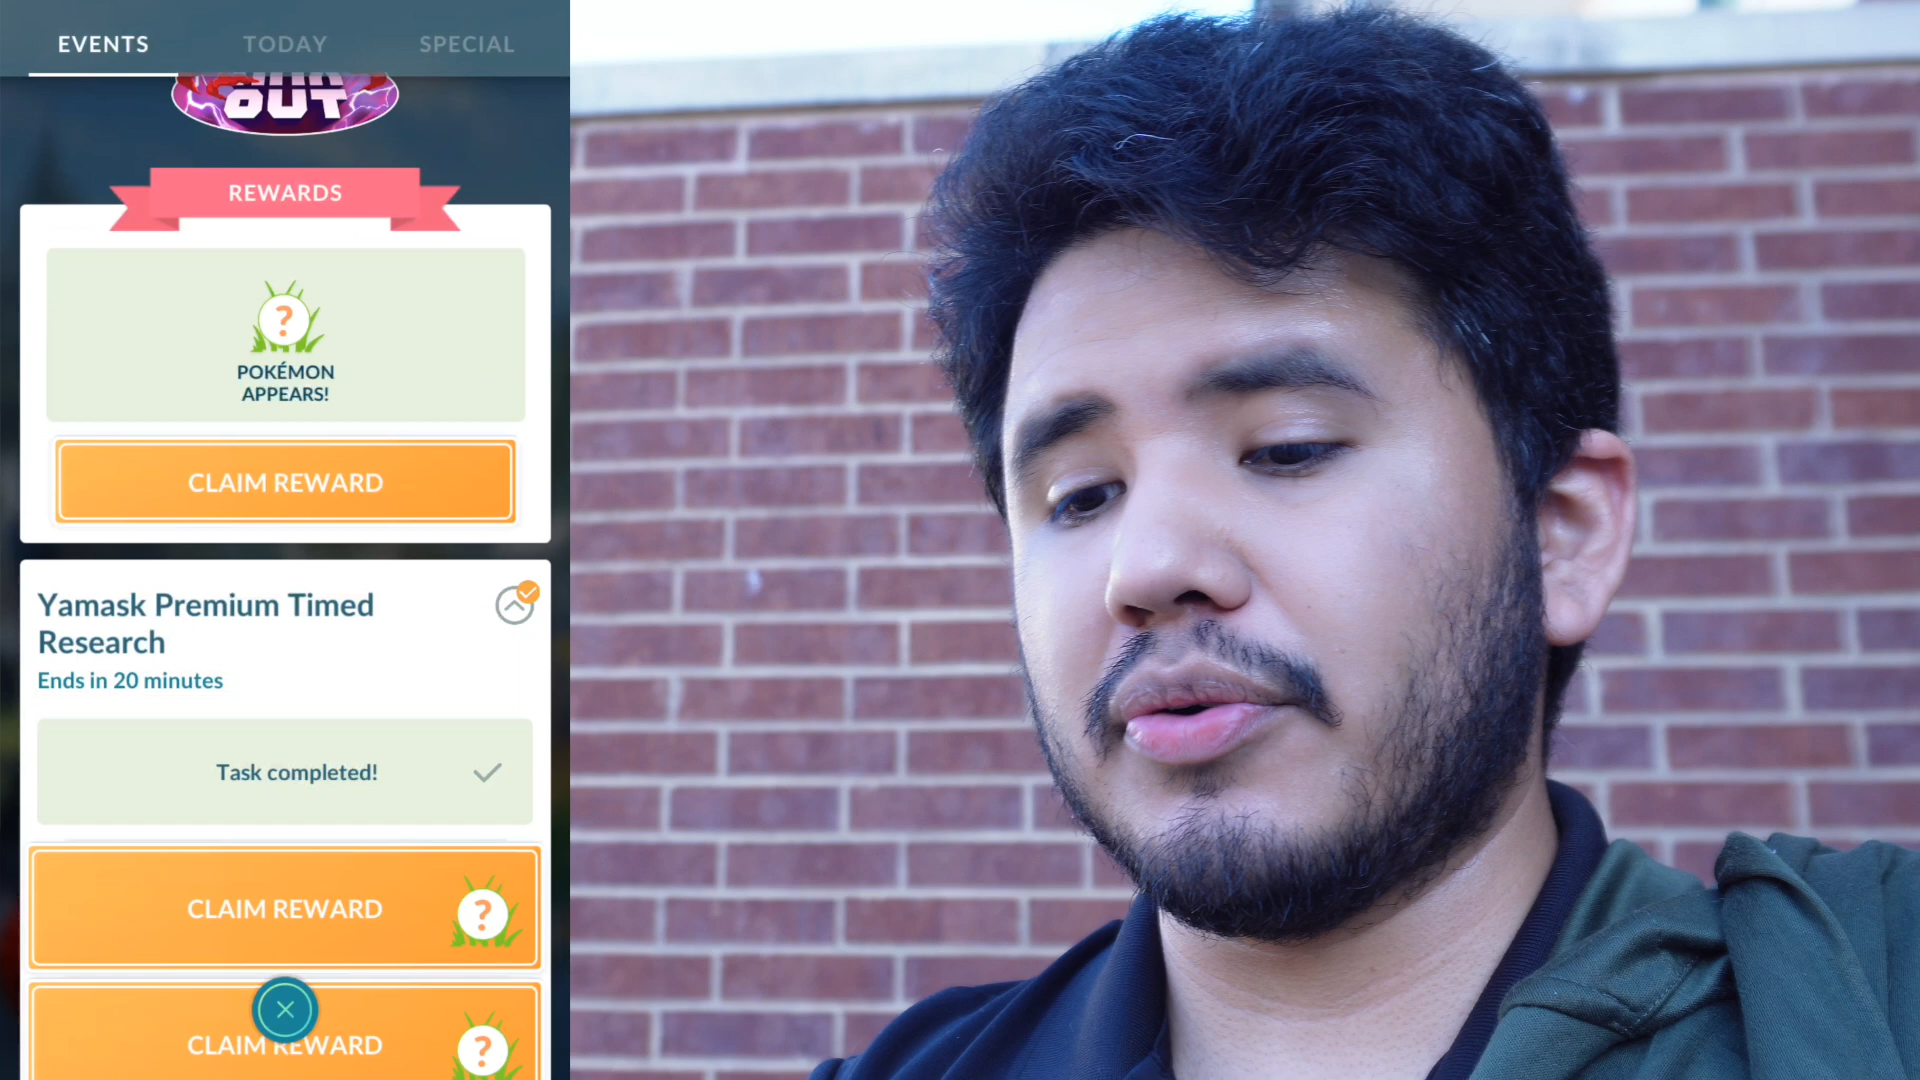 EVENTS
TODAY
SPECIAL
OUT
REWARDS
?
POKÉMON
APPEARS!
CLAIM REWARD
Yamask Premium Timed
Research
Ends in 20 minutes
Task completed!
CLAIM REWARD
?
CLAIM REWARD
?